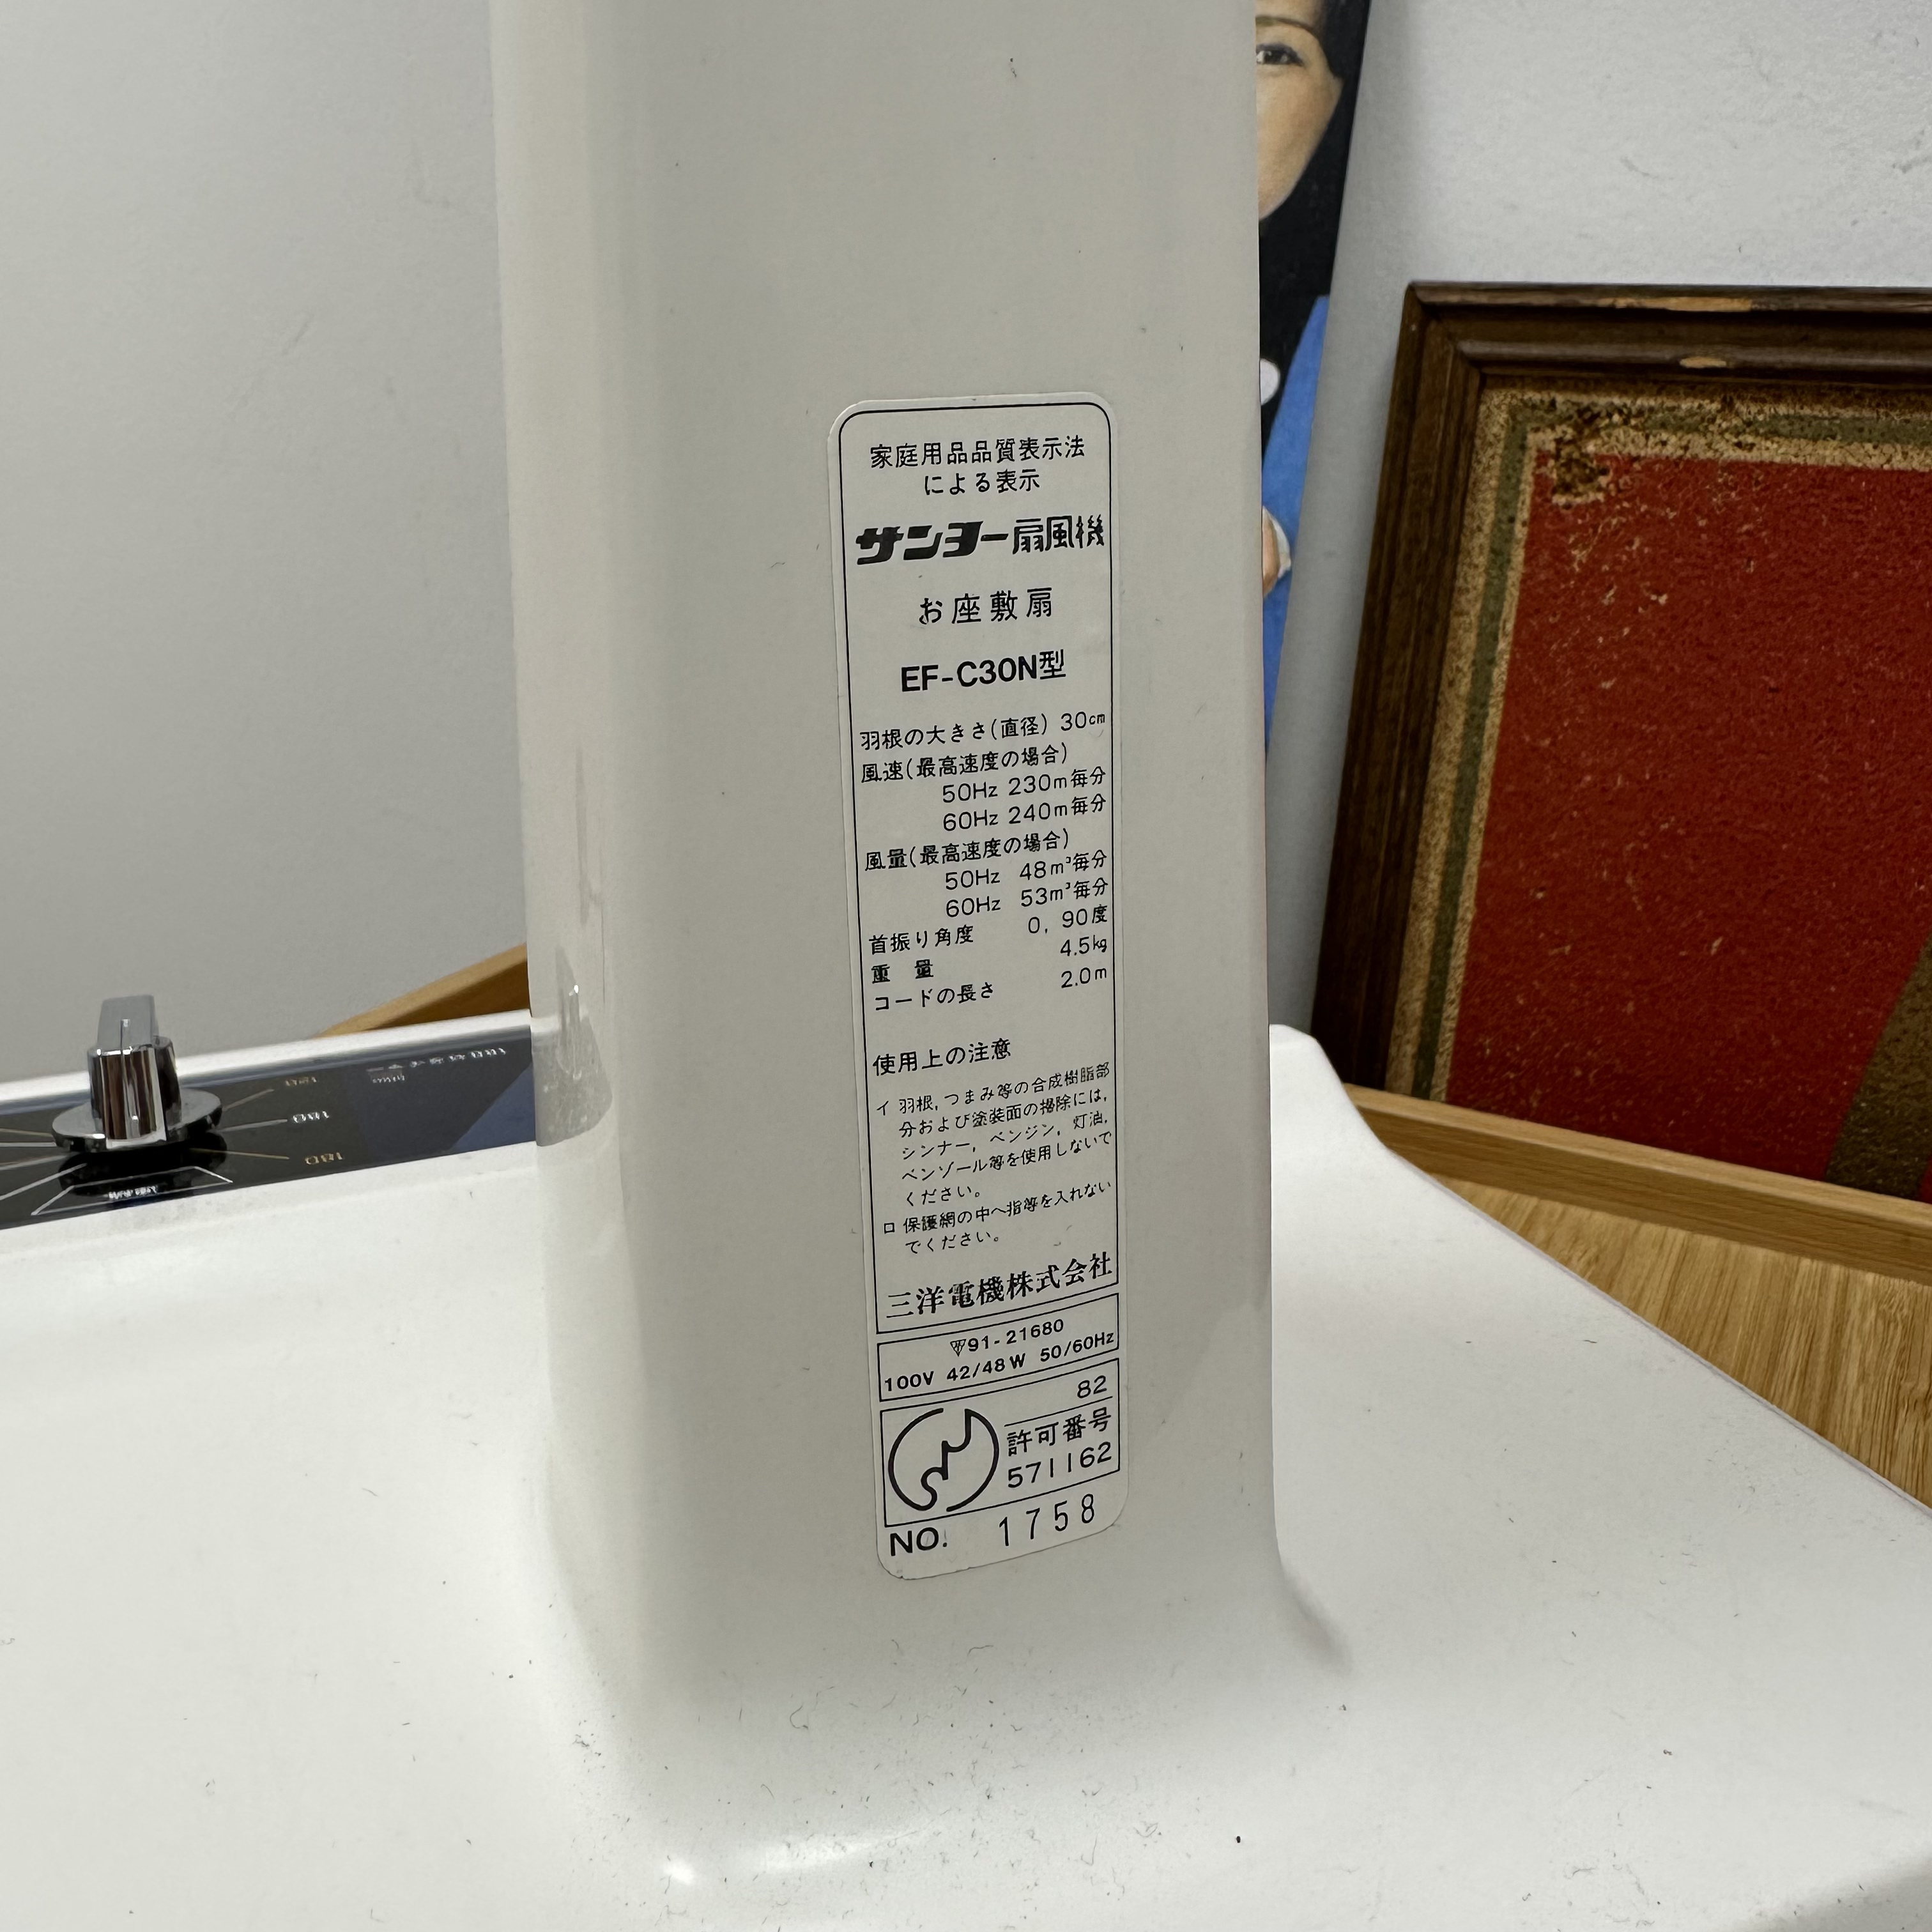 家庭用品品質表示法
による表示
サンヨー扇風機
お座敷扇
EF-C30N型
羽根の大きさ(直径) 30cm
風速(最高速度の場合)
50Hz 230m毎分
60Hz 240m毎分
風量(最高速度の場合)
50Hz 48m³毎分
60Hz 53m³毎分
首振り角度 0, 90度
重 量 4.5kg
コードの長さ 2.0m
使用上の注意
イ 羽根, つまみ等の合成樹脂部
分および塗装面の掃除には,
シンナー, ベンジン, 灯油,
ベンゾール等を使用しないで
ください。
ロ 保護網の中へ指等を入れない
でください。
三洋電機株式会社
91-21680
100V 42/48W 50/60Hz
82
許可番号
571162
NO. 1758